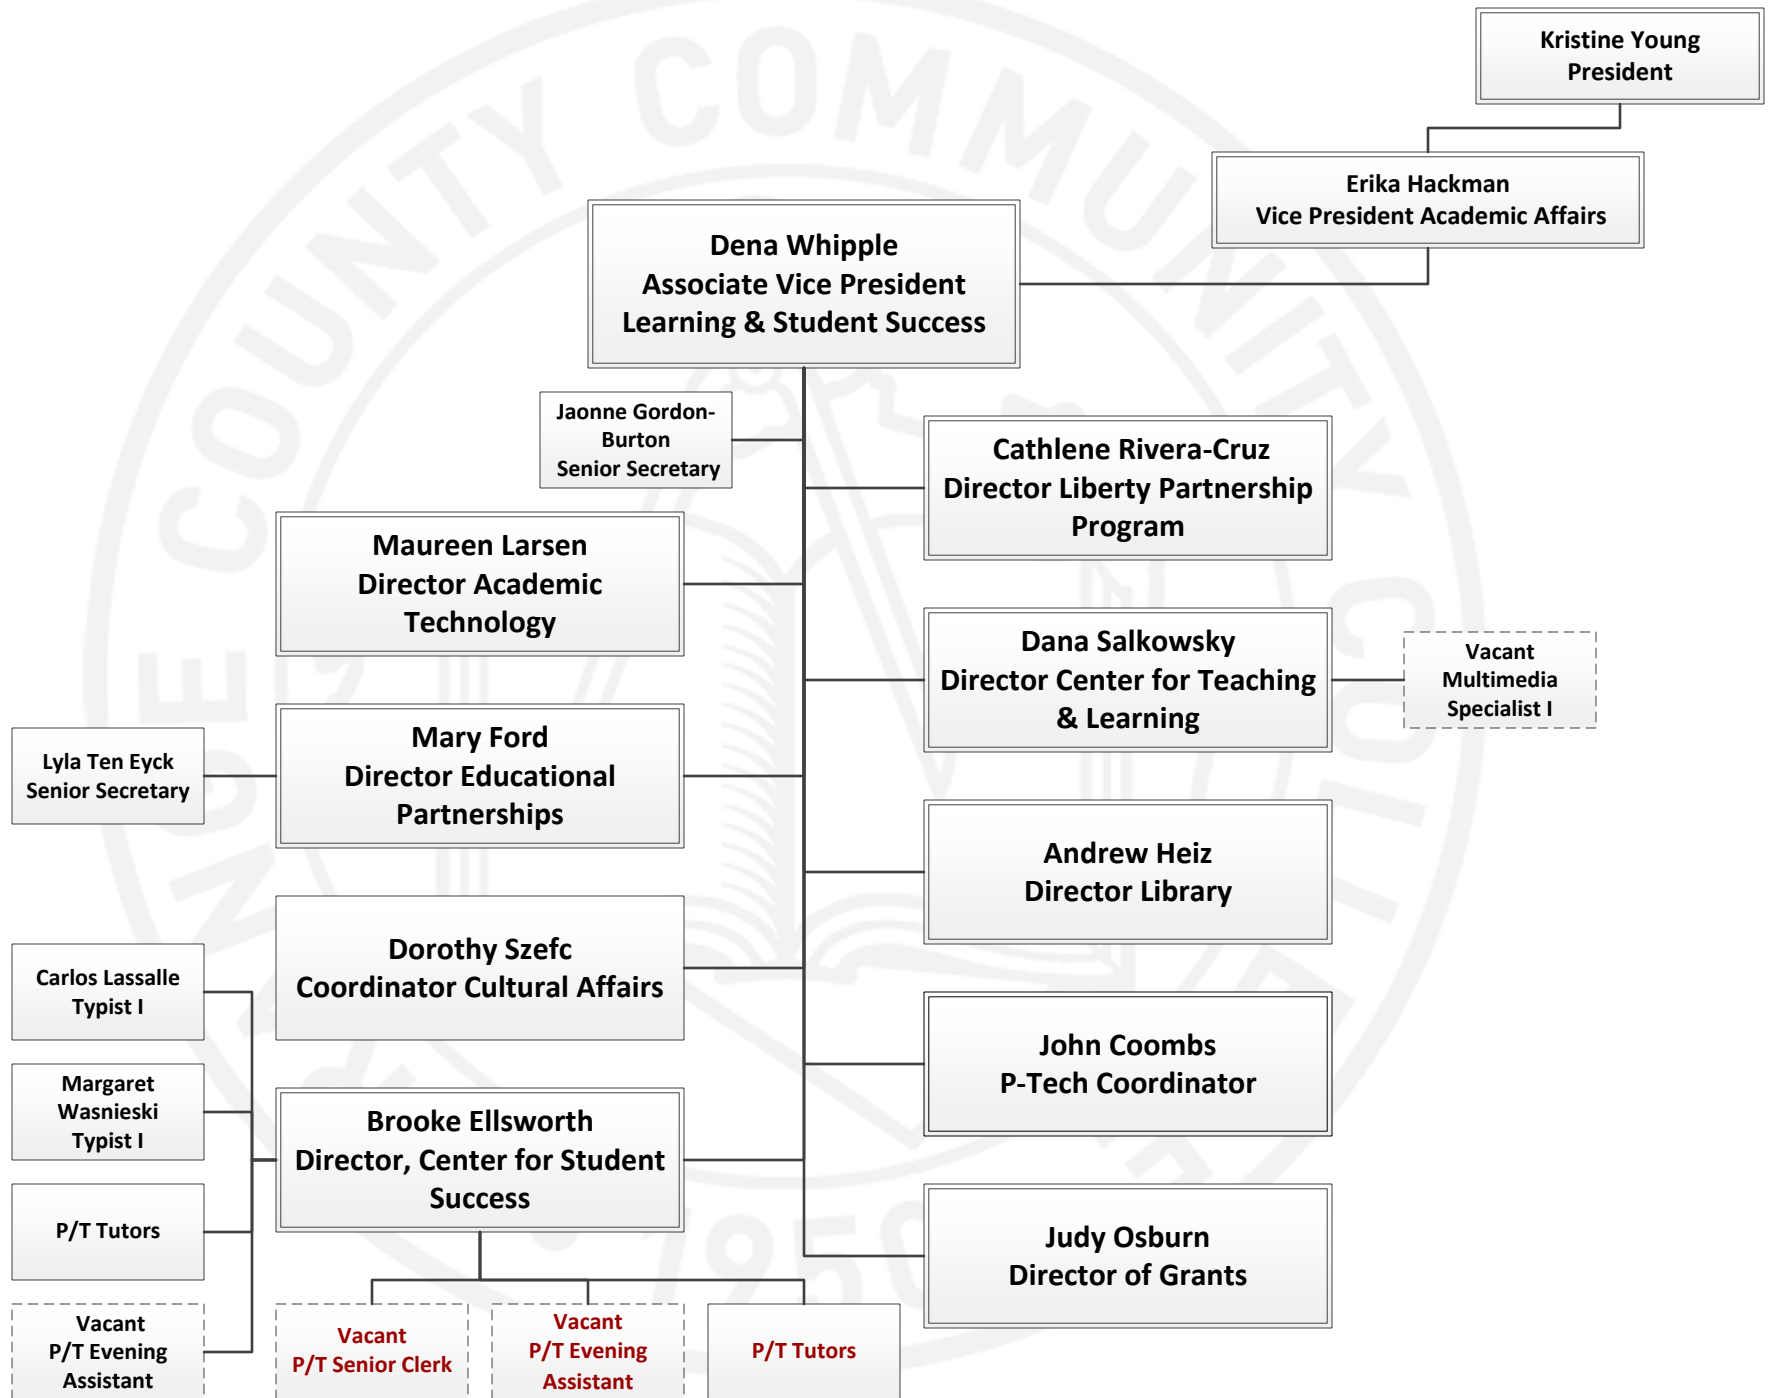 Kristine Young
President
Erika Hackman
Vice President Academic Affairs
Dena Whipple
Associate Vice President
Learning & Student Success
Jaonne Gordon-
Burton
Senior Secretary
Cathlene Rivera-Cruz
Director Liberty Partnership
Program
Maureen Larsen
Director Academic
Technology
Dana Salkowsky
Director Center for Teaching
& Learning
Vacant
Multimedia
Specialist I
Lyla Ten Eyck
Senior Secretary
Mary Ford
Director Educational
Partnerships
Andrew Heiz
Director Library
Dorothy Szefc
Coordinator Cultural Affairs
Carlos Lassalle
Typist I
John Coombs
P-Tech Coordinator
Margaret
Wasnieski
Typist I
Brooke Ellsworth
Director, Center for Student
Success
P/T Tutors
Judy Osburn
Director of Grants
Vacant
P/T Evening
Assistant
Vacant
P/T Senior Clerk
Vacant
P/T Evening
Assistant
P/T Tutors
COUNTY COMMUNITY
195